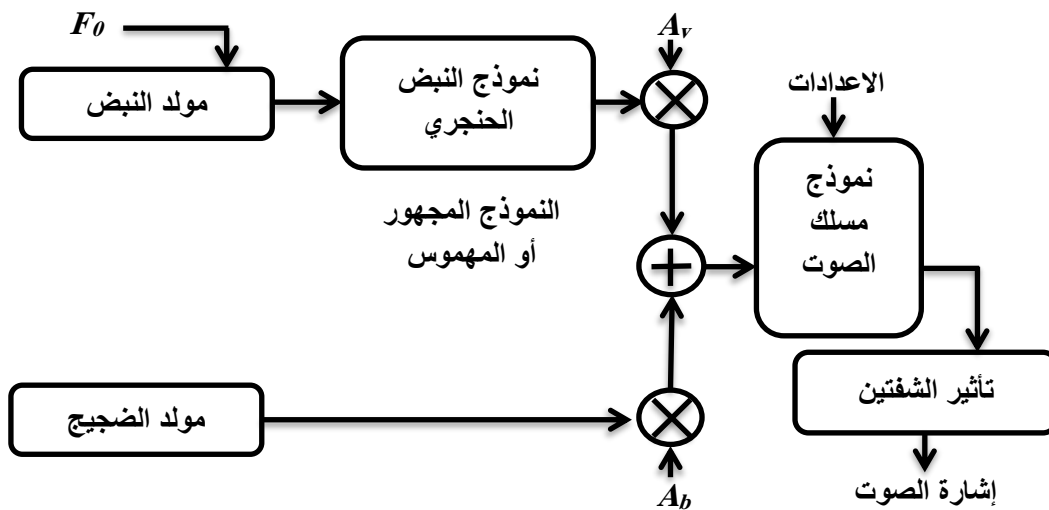 F₀
مولد النبض
نموذج النبض
الحنجري
Aᵥ
الاعدادات
نموذج
مسلك
الصوت
النموذج المجهور
أو المهموس
تأثير الشفتين
مولد الضجيج
إشارة الصوت
A_b